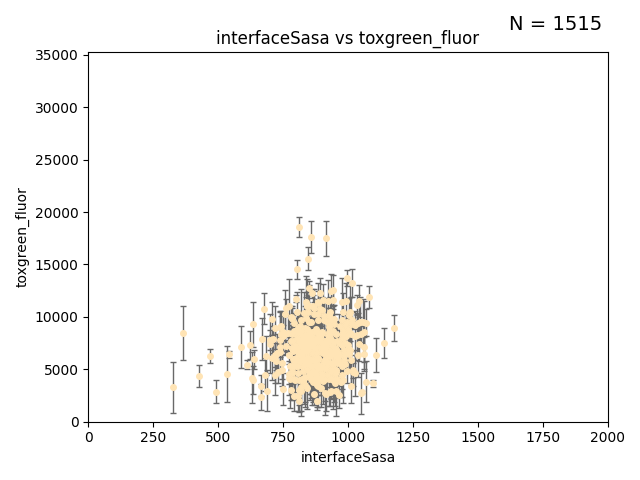 N = 1515
interfaceSasa vs toxgreen_fluor
35000
30000
25000
20000
15000
10000
5000
0
toxgreen_fluor
0 250 500 750 1000 1250 1500 1750 2000
interfaceSasa